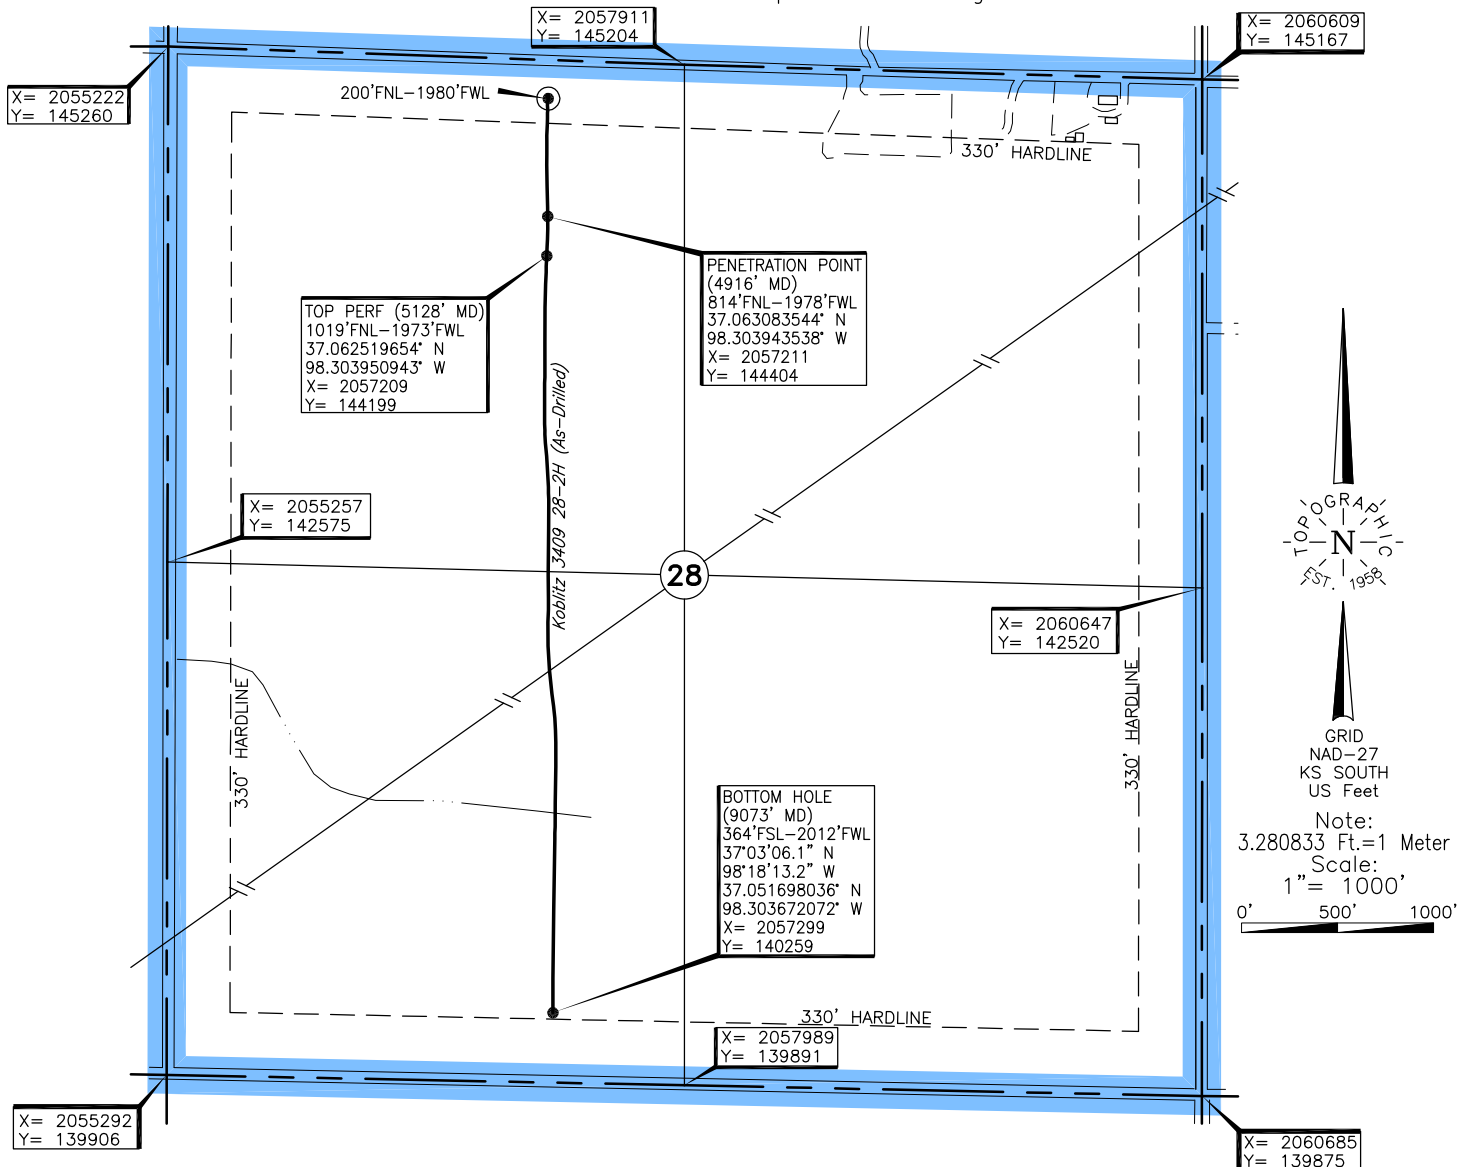 X= 2057911
Y= 145204
X= 2060609
Y= 145167
X= 2055222
Y= 145260
200'FNL-1980'FWL
330' HARDLINE
PENETRATION POINT
(4916' MD)
814'FNL-1978'FWL
37.063083544° N
98.303943538° W
X= 2057211
Y= 144404
TOP PERF (5128' MD)
1019'FNL-1973'FWL
37.062519654° N
98.303950943° W
X= 2057209
Y= 144199
Koblitz 3409 28-2H (As-Drilled)
X= 2055257
Y= 142575
28
X= 2060647
Y= 142520
330' HARDLINE
330' HARDLINE
BOTTOM HOLE
(9073' MD)
364'FSL-2012'FWL
37°03'06.1" N
98°18'13.2" W
37.051698036° N
98.303672072° W
X= 2057299
Y= 140259
330' HARDLINE
X= 2057989
Y= 139891
X= 2055292
Y= 139906
X= 2060685
Y= 139875
TOPOGRAPHIC
N
EST. 1958
GRID
NAD-27
KS SOUTH
US Feet
Note:
3.280833 Ft.=1 Meter
Scale:
1"= 1000'
0' 500' 1000'